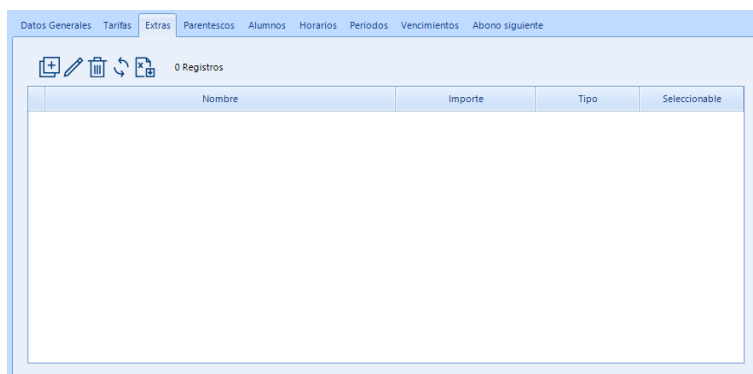 Datos Generales Tarifas Extras Parentescos Alumnos Horarios Periodos Vencimientos Abono siguiente
0 Registros
Nombre Importe Tipo Seleccionable